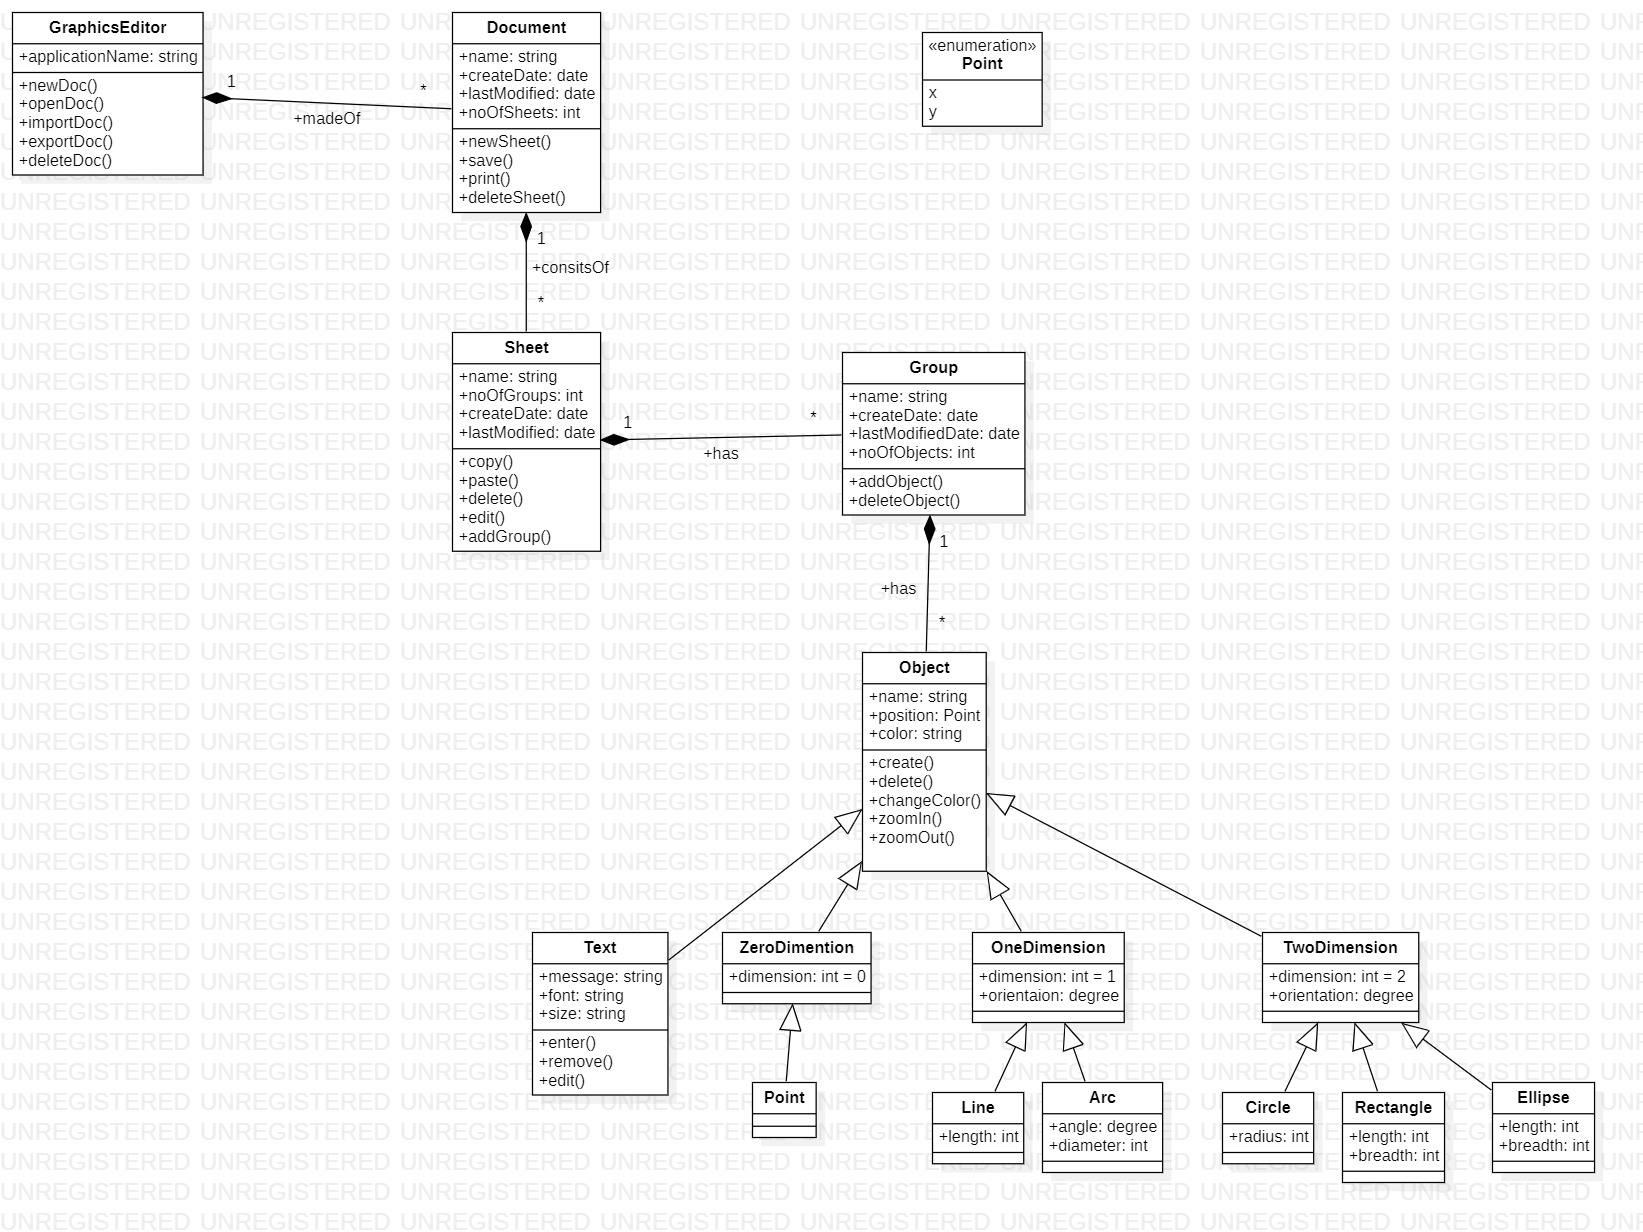 GraphicsEditor
+applicationName: string
+newDoc()
+openDoc()
+importDoc()
+exportDoc()
+deleteDoc()
1
*
+madeOf
Document
+name: string
+createDate: date
+lastModified: date
+noOfSheets: int
+newSheet()
+save()
+print()
+deleteSheet()
«enumeration»
Point
x
y
1
+consitsOf
*
Sheet
+name: string
+noOfGroups: int
+createDate: date
+lastModified: date
+copy()
+paste()
+delete()
+edit()
+addGroup()
1
*
+has
Group
+name: string
+createDate: date
+lastModifiedDate: date
+noOfObjects: int
+addObject()
+deleteObject()
1
+has
*
Object
+name: string
+position: Point
+color: string
+create()
+delete()
+changeColor()
+zoomIn()
+zoomOut()
Text
+message: string
+font: string
+size: string
+enter()
+remove()
+edit()
ZeroDimention
+dimension: int = 0
OneDimension
+dimension: int = 1
+orientaion: degree
TwoDimension
+dimension: int = 2
+orientation: degree
Point
Line
+length: int
Arc
+angle: degree
+diameter: int
Circle
+radius: int
Rectangle
+length: int
+breadth: int
Ellipse
+length: int
+breadth: int
UNREGISTERED